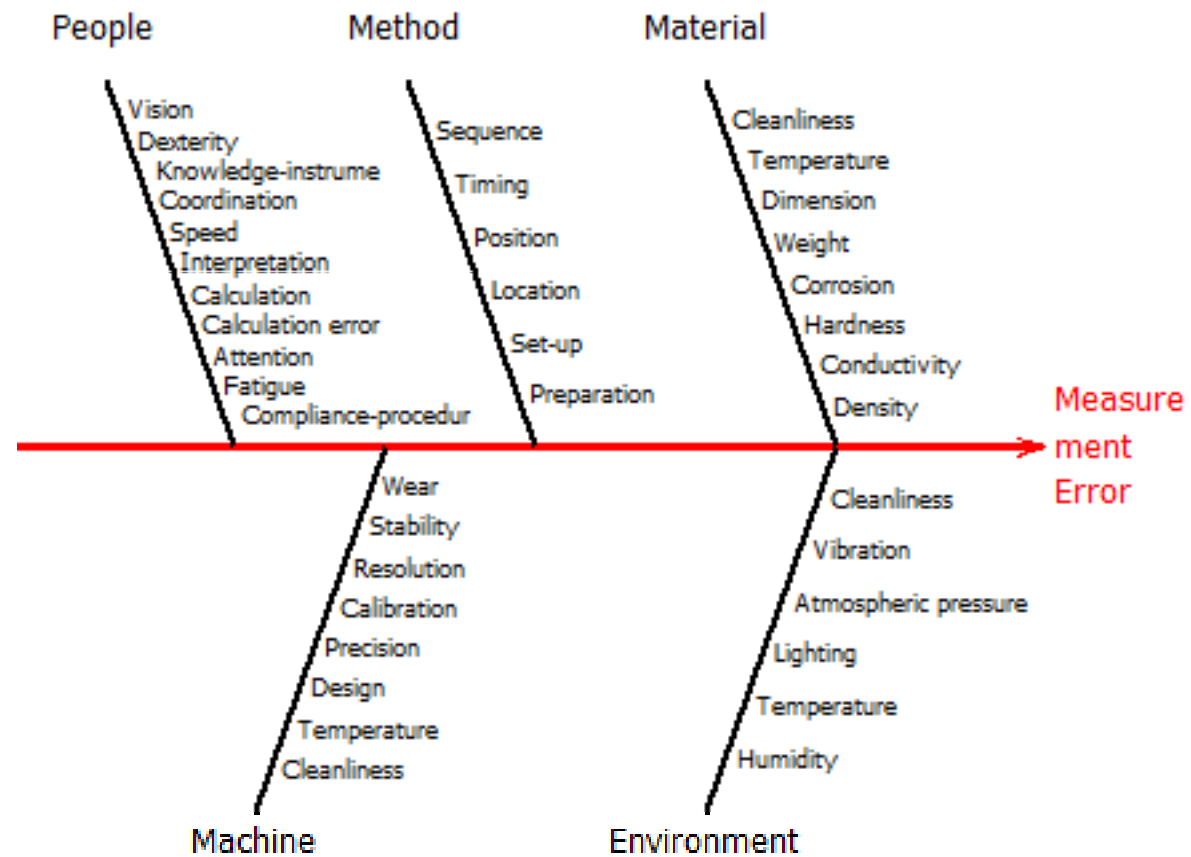 People
Method
Material
Vision
Dexterity
Knowledge-instrume
Coordination
Speed
Interpretation
Calculation
Calculation error
Attention
Fatigue
Compliance-procedur
Sequence
Timing
Position
Location
Set-up
Preparation
Cleanliness
Temperature
Dimension
Weight
Corrosion
Hardness
Conductivity
Density
Measure
ment
Error
Wear
Stability
Resolution
Calibration
Precision
Design
Temperature
Cleanliness
Cleanliness
Vibration
Atmospheric pressure
Lighting
Temperature
Humidity
Machine
Environment